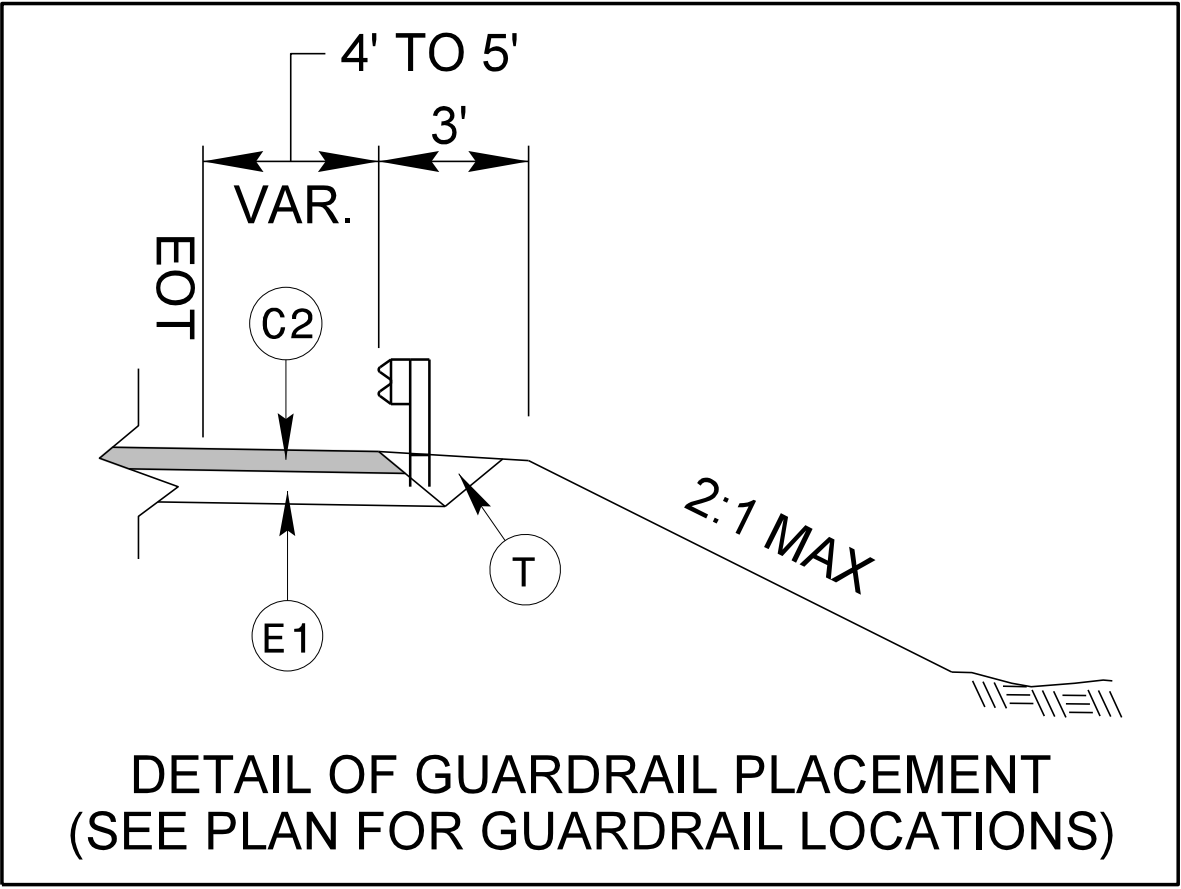 4' TO 5'
3'
VAR.
EOT
C2
2:1 MAX
T
E1
DETAIL OF GUARDRAIL PLACEMENT
(SEE PLAN FOR GUARDRAIL LOCATIONS)